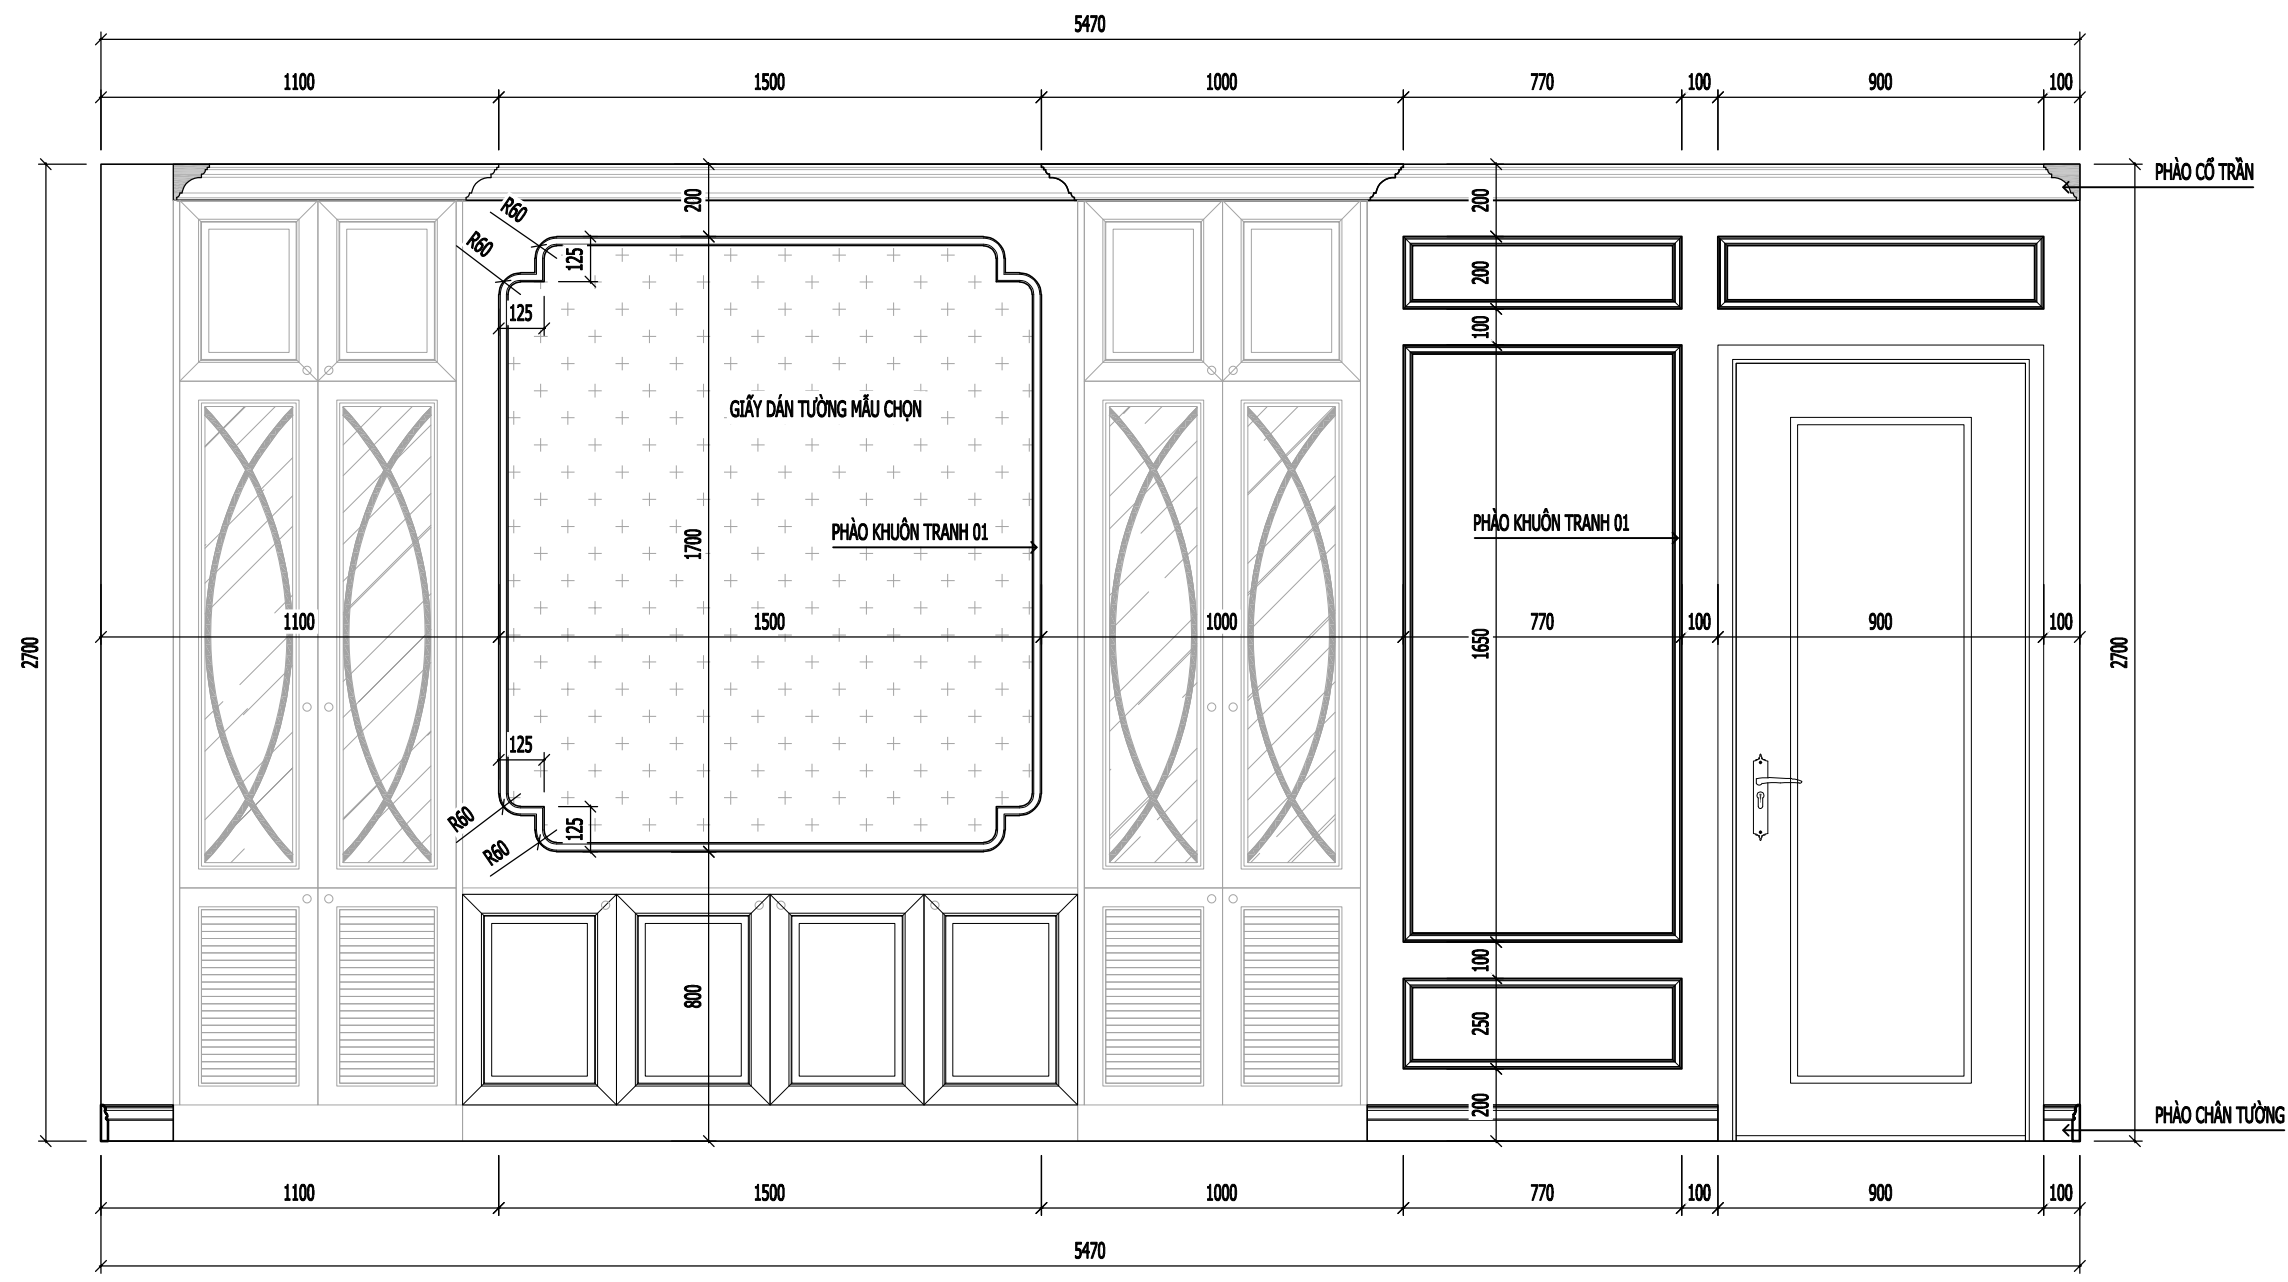 5470
1100 1500 1000 770 100 900 100
PHÀO CỔ TRẦN
200 200
R60
R60
125
200
125
100
GIẤY DÁN TƯỜNG MẪU CHỌN
PHÀO KHUÔN TRANH 01
PHÀO KHUÔN TRANH 01
1700
1100 1500 1000 770 100 900 100
2700 1650 2700
125
R60
125
R60
100
800
250
200
PHÀO CHÂN TƯỜNG
1100 1500 1000 770 100 900 100
5470